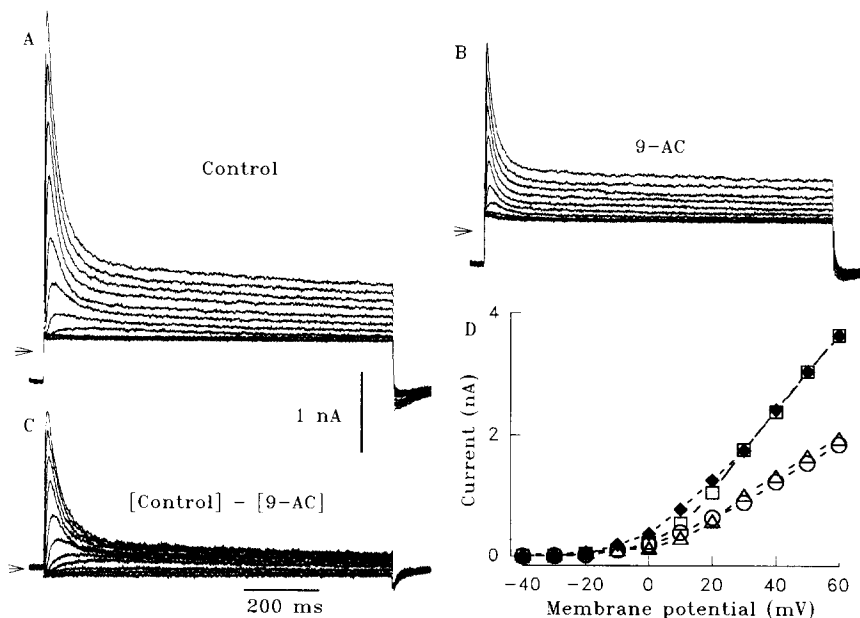 A
Control
B
9-AC
1 nA
C
[Control] - [9-AC]
200 ms
D
Current (nA)
4
2
0
-40
-20
0
20
40
60
Membrane potential (mV)